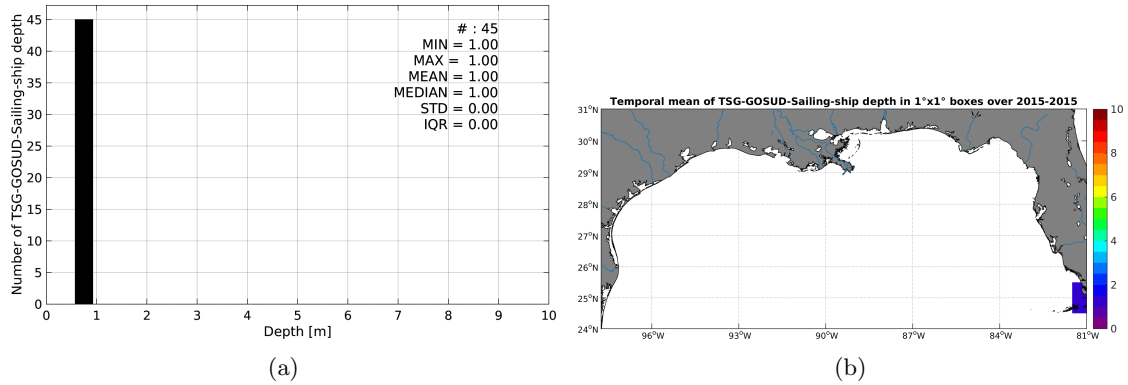 Number of TSG-GOSUD-Sailing-ship depth
45
40
35
30
25
20
15
10
5
0
# : 45
MIN = 1.00
MAX = 1.00
MEAN = 1.00
MEDIAN = 1.00
STD = 0.00
IQR = 0.00
0 1 2 3 4 5 6 7 8 9 10
Depth [m]
(a)
Temporal mean of TSG-GOSUD-Sailing-ship depth in 1°x1° boxes over 2015-2015
31°N
30°N
29°N
28°N
27°N
26°N
25°N
24°N
96°W 93°W 90°W 87°W 84°W 81°W
10
8
6
4
2
0
(b)